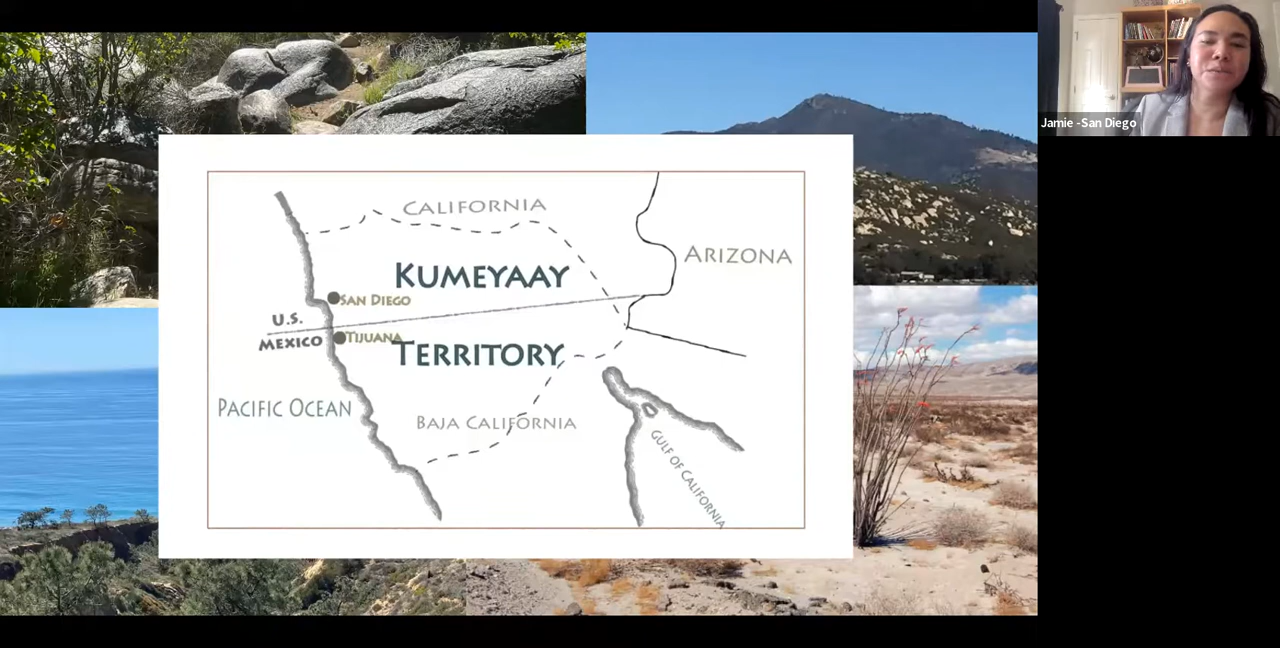 Jamie -San Diego
CALIFORNIA
ARIZONA
KUMEYAAY
SAN DIEGO
U.S.
MEXICO
TIJUANA
TERRITORY
PACIFIC OCEAN
BAJA CALIFORNIA
GULF OF CALIFORNIA